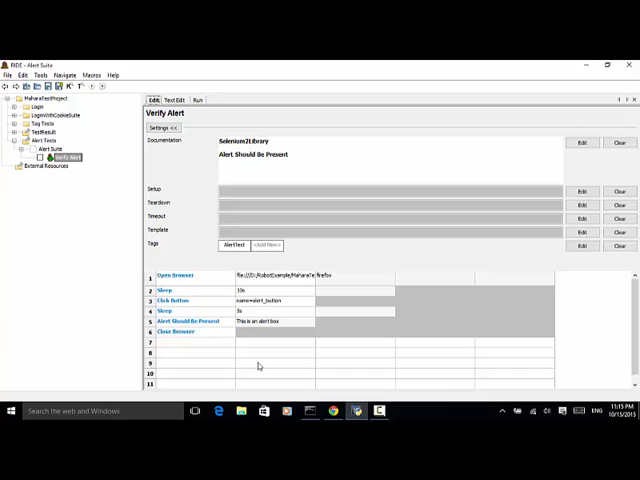 RIDE - Alert Suite
File Edit Tools Navigate Macros Help
MaharaTestProject
Login
LoginWithCookieSuite
Tag Tests
TestResult
Alert Tests
Alert Suite
Verify Alert
External Resources
Edit Text Edit Run
Verify Alert
Settings <<
Documentation
Selenium2Library
Alert Should Be Present
Edit Clear
Setup Edit Clear
Teardown Edit Clear
Timeout Edit Clear
Template Edit Clear
Tags AlertTest <Add New> Edit Clear
1 Open Browser file:///D:/RobotExample/MaharaTe firefox
2 Sleep 10s
3 Click Button name=alert_button
4 Sleep
5 Alert Should Be Present This is an alert box
6 Close Browser
7
8
9
10
11
Search the web and Windows
ENG
11:15 PM
10/15/2015